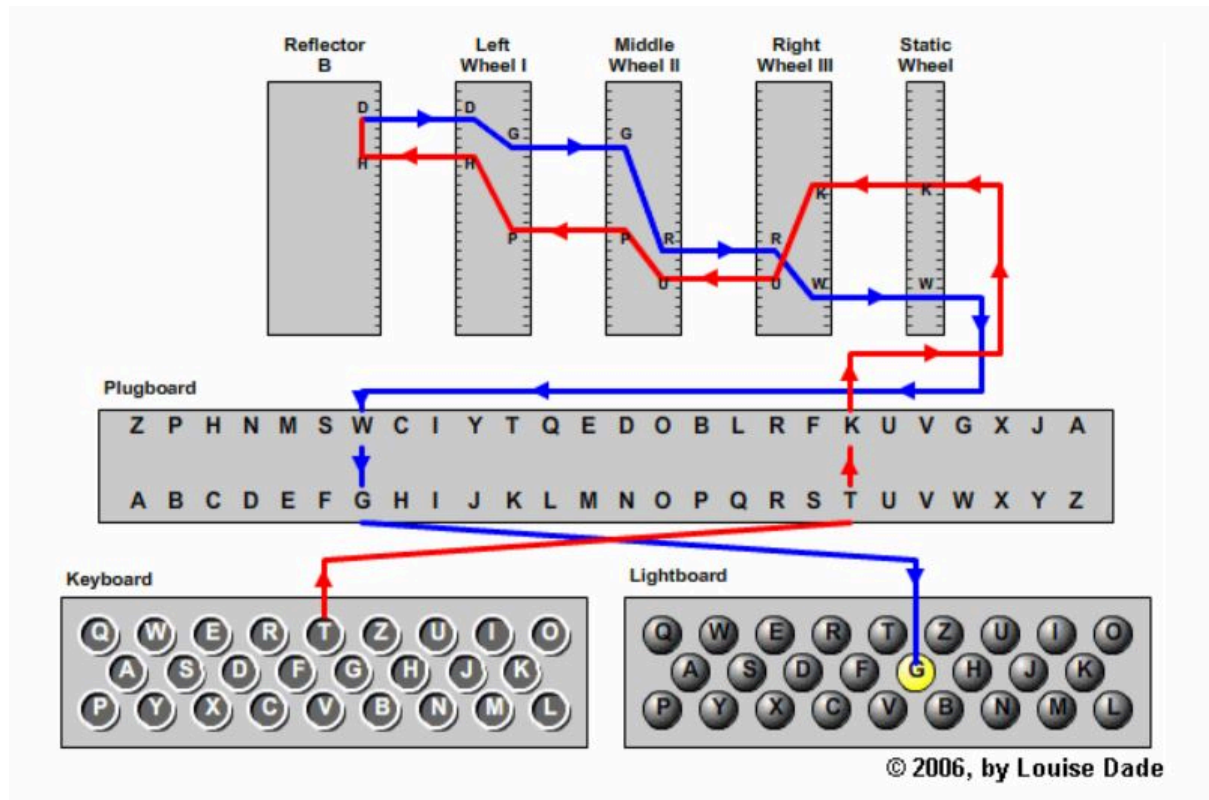 Reflector B
Left Wheel I
Middle Wheel II
Right Wheel III
Static Wheel
D D
G G
H H
K K
P P
R R
U U
W W
Plugboard
Z P H N M S W C I Y T Q E D O B L R F K U V G X J A
A B C D E F G H I J K L M N O P Q R S T U V W X Y Z
Keyboard
Q W E R T Z U I O
A S D F G H J K
P Y X C V B N M L
Lightboard
Q W E R T Z U I O
A S D F G H J K
P Y X C V B N M L
© 2006, by Louise Dade